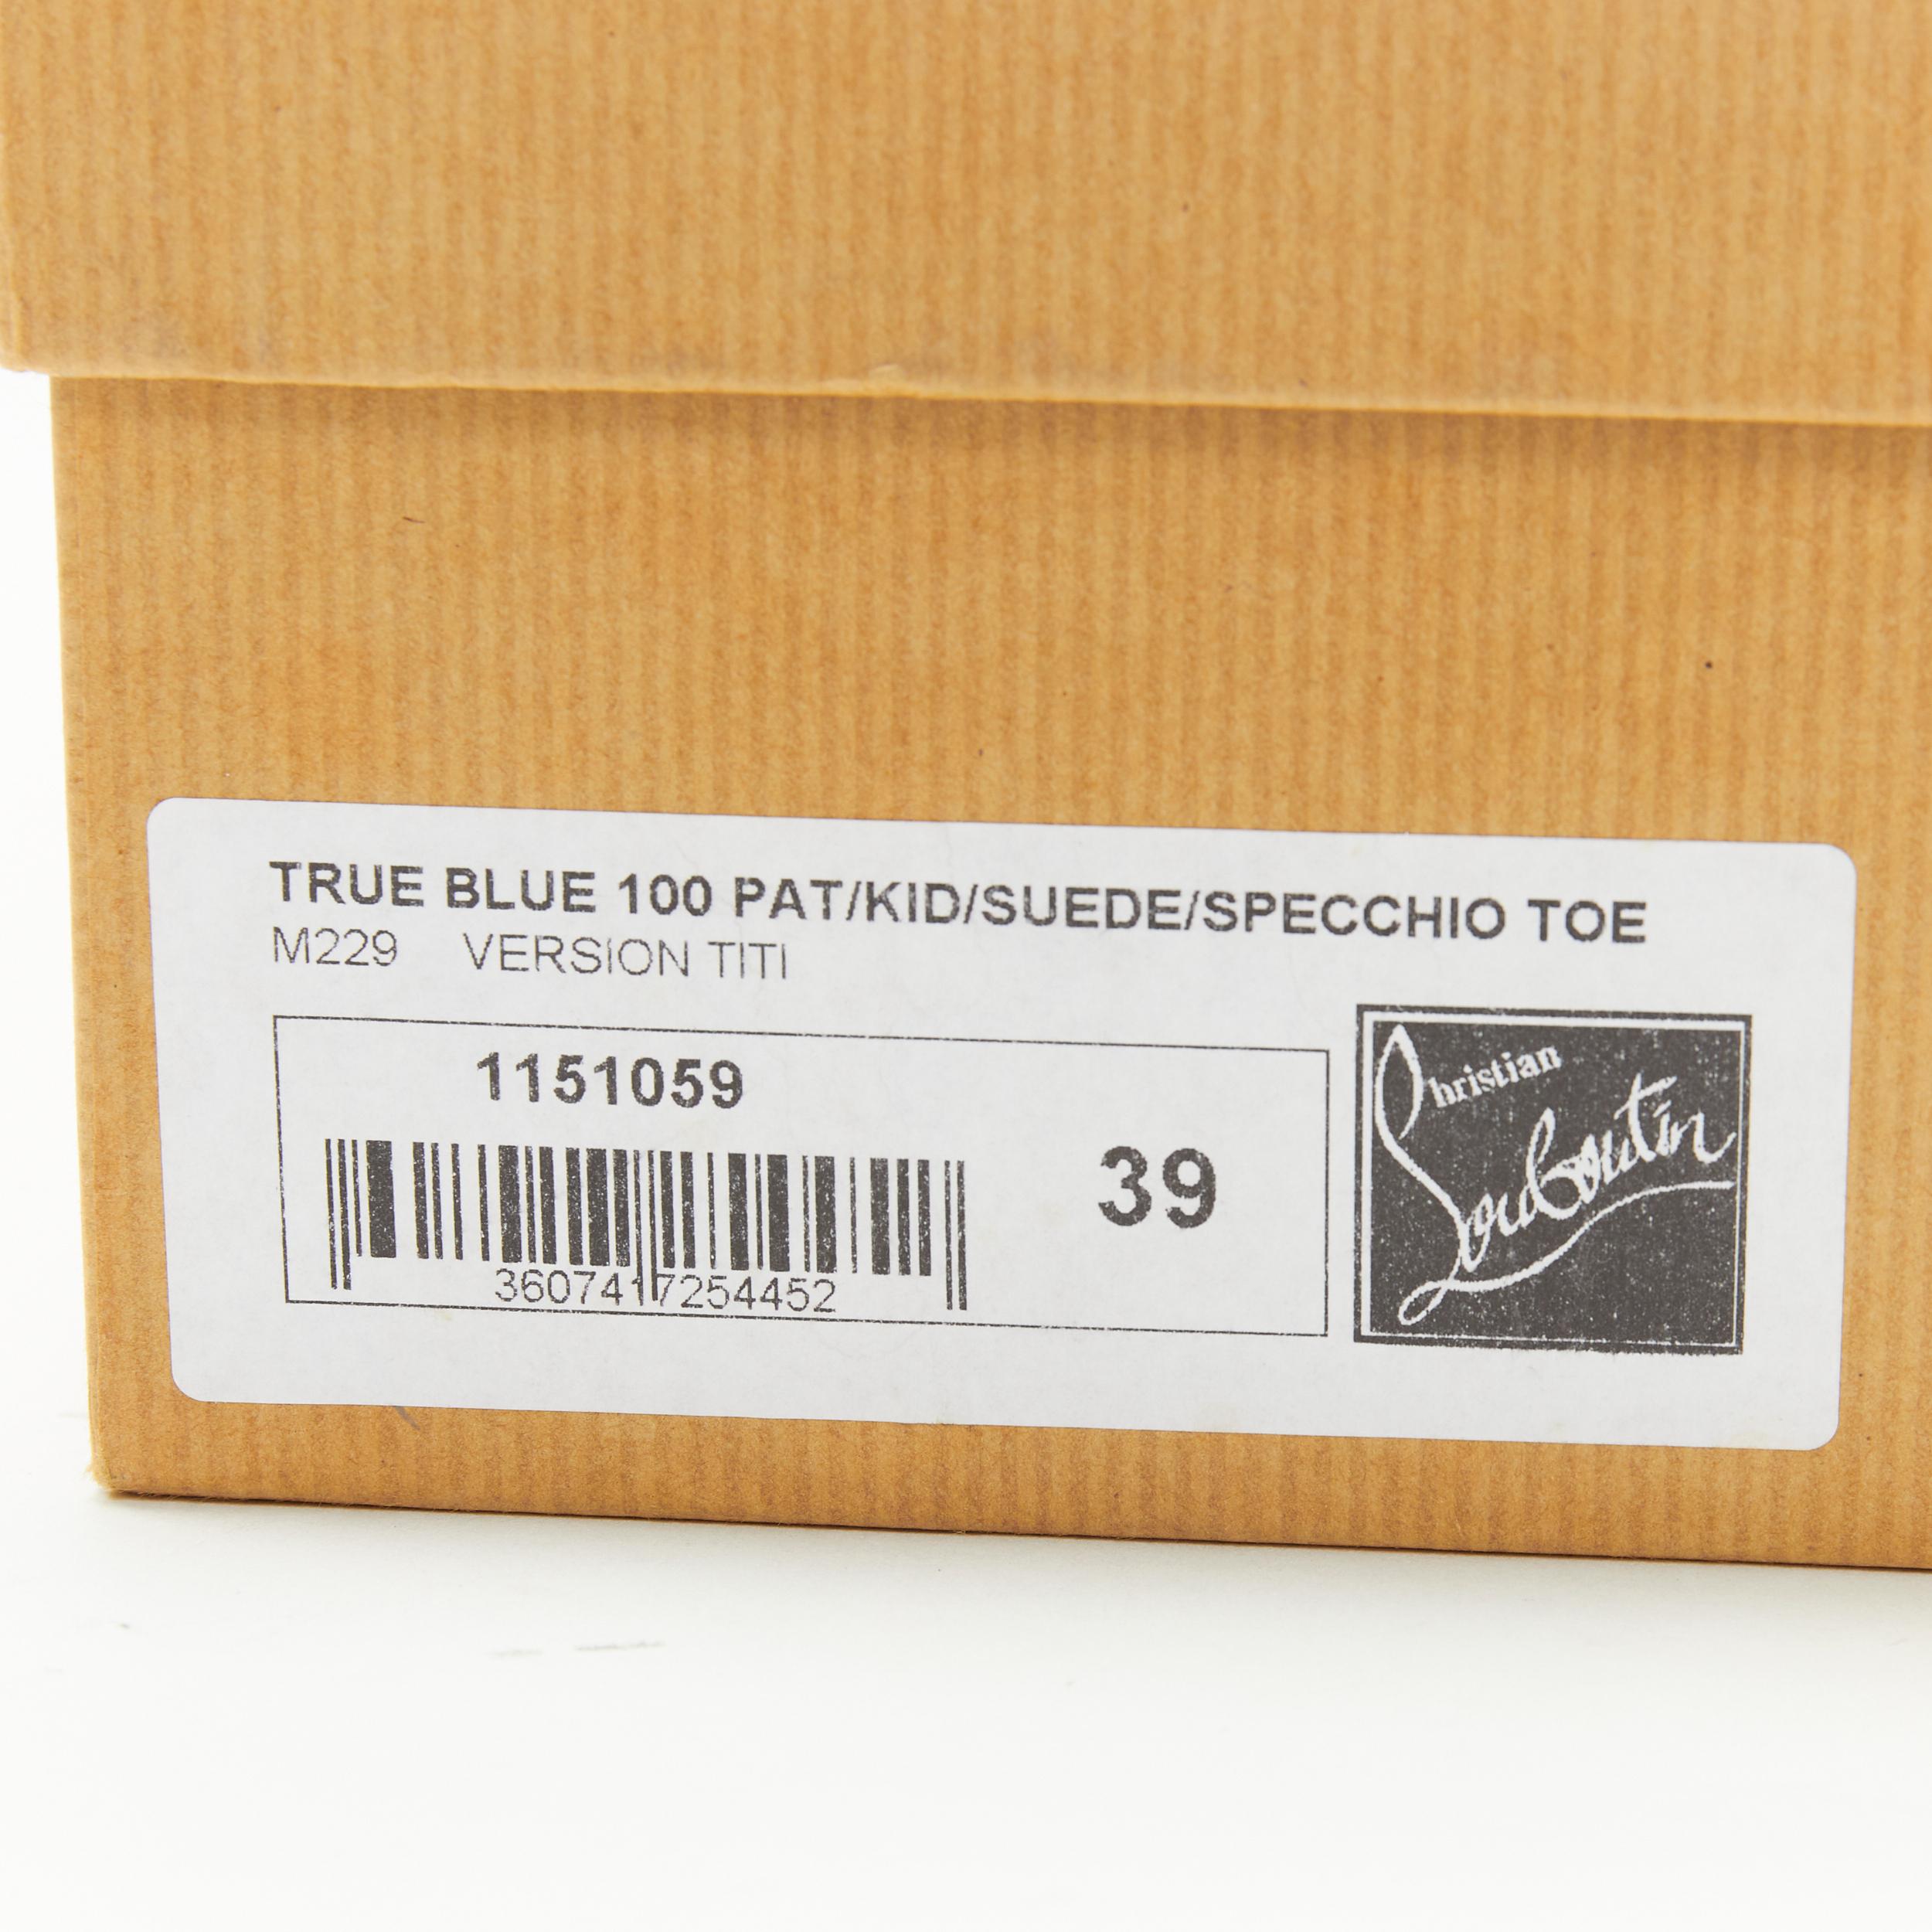 TRUE BLUE 100 PAT/KID/SUEDE/SPECCHIO TOE
M229 VERSION TITI
1151059
3607417254452
39
Christian
Louboutin